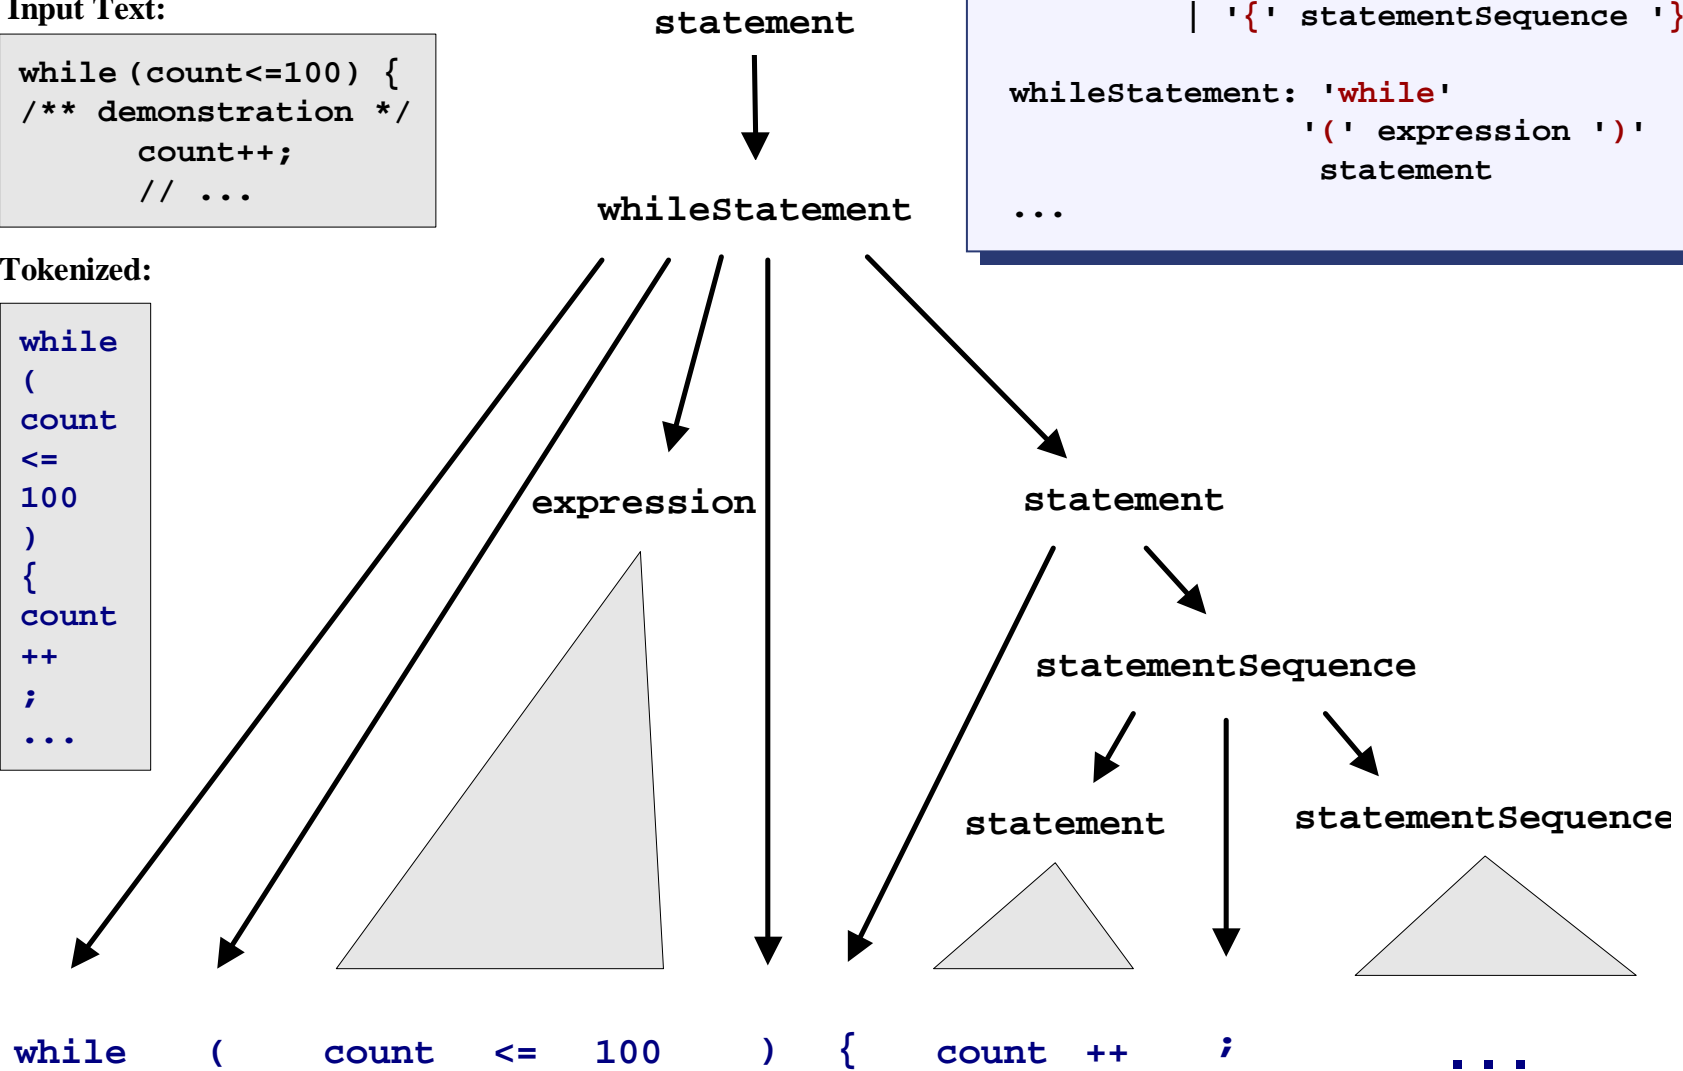 Input Text:
while (count<=100) {
/** demonstration */
count++;
// ...
Tokenized:
while
(
count
<=
100
)
{
count
++
;
...
statement
whileStatement
expression
statement
statementSequence
statement
statementSequence
| '{' statementSequence '}
whileStatement: 'while'
'(' expression ')'
statement
...
while ( count <= 100 ) { count ++ ; ...